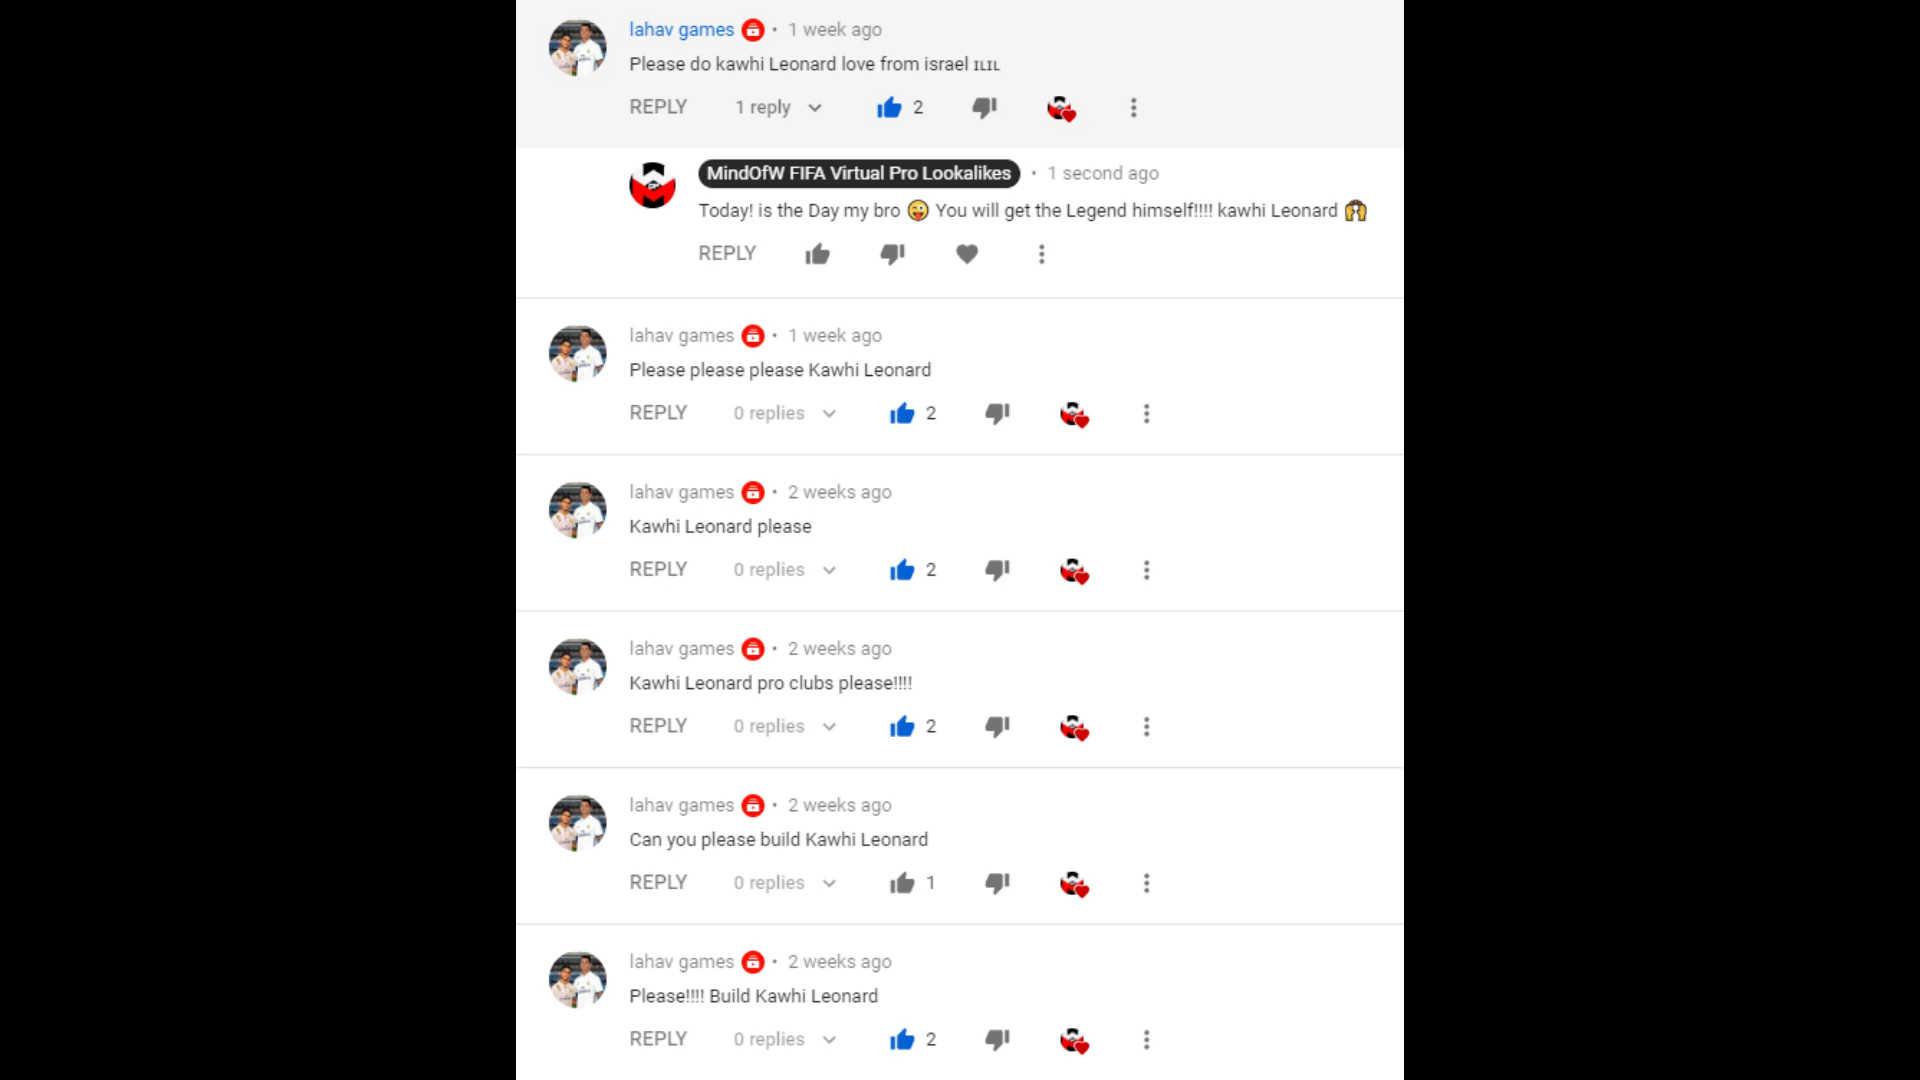 lahav games • 1 week ago
Please do kawhi Leonard love from israel ILIL
REPLY 1 reply 2
MindOfW FIFA Virtual Pro Lookalikes • 1 second ago
Today! is the Day my bro 😜 You will get the Legend himself!!!! kawhi Leonard 🙌
REPLY
lahav games • 1 week ago
Please please please Kawhi Leonard
REPLY 0 replies 2
lahav games • 2 weeks ago
Kawhi Leonard please
REPLY 0 replies 2
lahav games • 2 weeks ago
Kawhi Leonard pro clubs please!!!!
REPLY 0 replies 2
lahav games • 2 weeks ago
Can you please build Kawhi Leonard
REPLY 0 replies 1
lahav games • 2 weeks ago
Please!!!! Build Kawhi Leonard
REPLY 0 replies 2